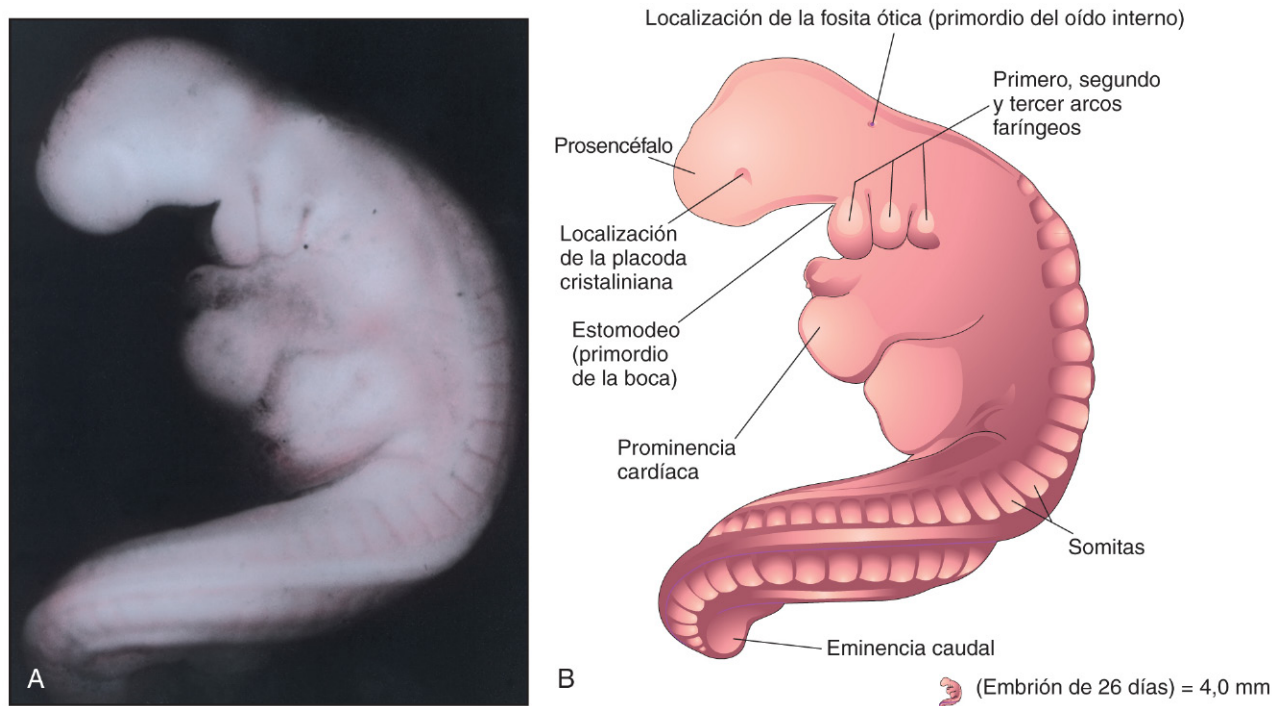 Localización de la fosita ótica (primordio del oído interno)
Primero, segundo
y tercer arcos
faríngeos
Prosencéfalo
Localización
de la placoda
cristaliniana
Estomodeo
(primordio
de la boca)
Prominencia
cardíaca
Somitas
Eminencia caudal
A
B
(Embrión de 26 días) = 4,0 mm